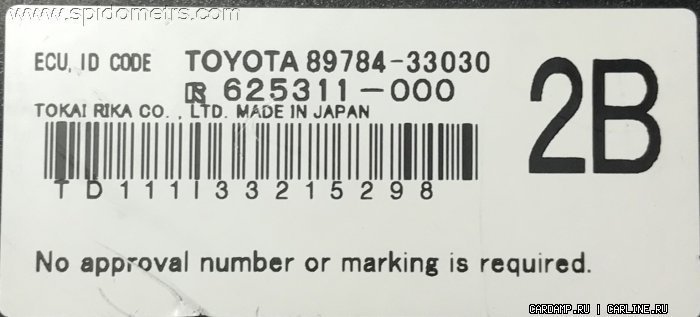 www.spidometrs.com
ECU, ID CODE TOYOTA 89784-33030
625311-000
2B
TOKAI RIKA CO., LTD. MADE IN JAPAN
TD111I33215298
No approval number or marking is required.
CARDAMP.RU | CARLINE.RU